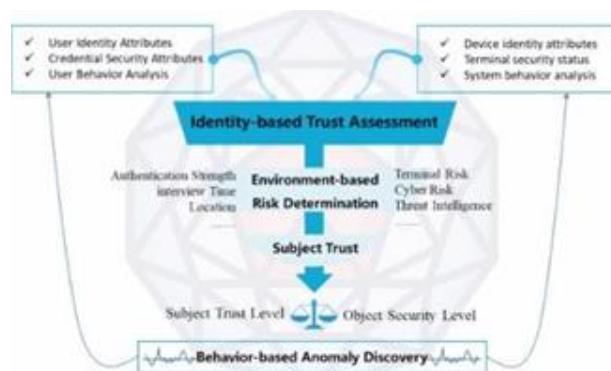 User Identity Attributes
Credential Security Attributes
User Behavior Analysis
Device identity attributes
Terminal security status
System behavior analysis
Identity-based Trust Assessment
Authentication Strength
interview Time
Location
......
Environment-based
Risk Determination
Terminal Risk
Cyber Risk
Threat Intelligence
......
Subject Trust
Subject Trust Level
Object Security Level
Behavior-based Anomaly Discovery